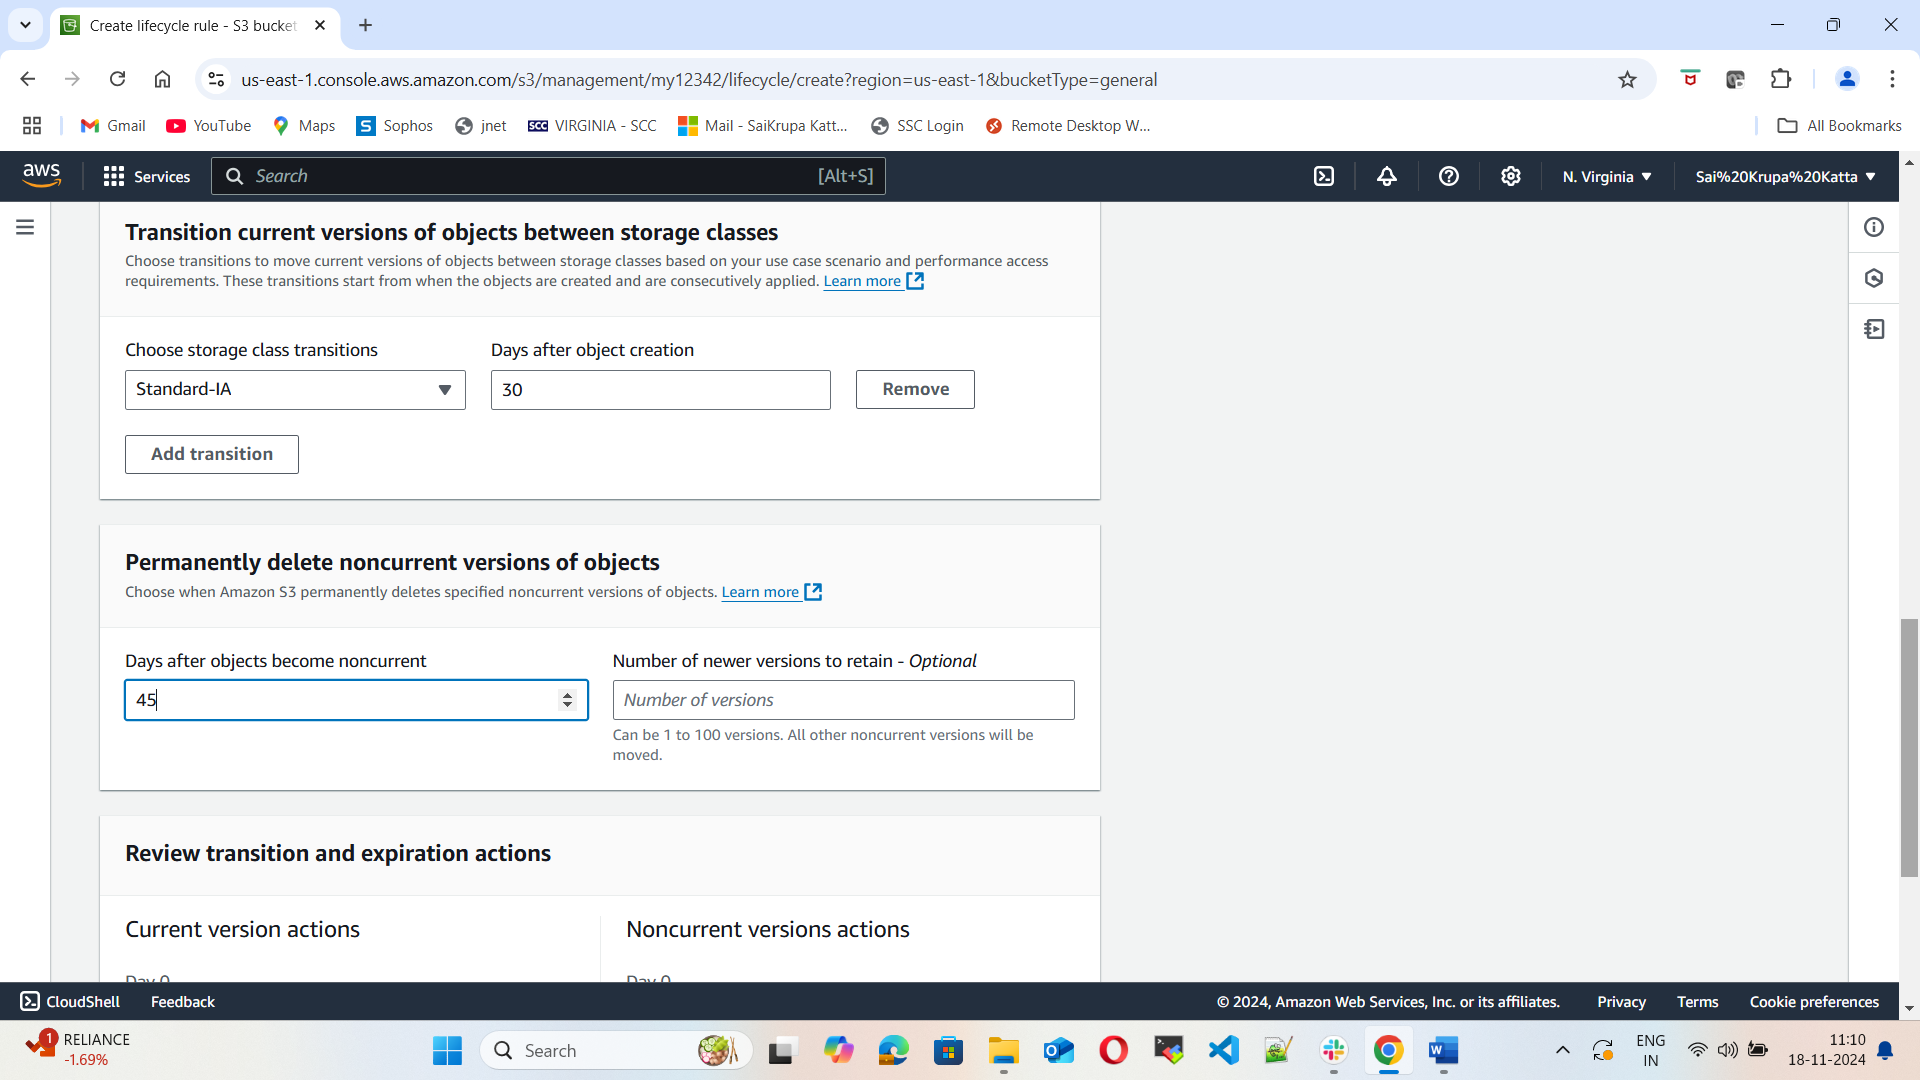 Create lifecycle rule - S3 bucket
us-east-1.console.aws.amazon.com/s3/management/my12342/lifecycle/create?region=us-east-1&bucketType=general
Gmail
YouTube
Maps
Sophos
jnet
SCC VIRGINIA - SCC
Mail - SaiKrupa Katt...
SSC Login
Remote Desktop W...
All Bookmarks
aws
Services
Search
[Alt+S]
N. Virginia
Sai%20Krupa%20Katta
Transition current versions of objects between storage classes
Choose transitions to move current versions of objects between storage classes based on your use case scenario and performance access
requirements. These transitions start from when the objects are created and are consecutively applied. Learn more
Choose storage class transitions
Days after object creation
Standard-IA
30
Remove
Add transition
Permanently delete noncurrent versions of objects
Choose when Amazon S3 permanently deletes specified noncurrent versions of objects. Learn more
Days after objects become noncurrent
Number of newer versions to retain - Optional
45
Number of versions
Can be 1 to 100 versions. All other noncurrent versions will be
moved.
Review transition and expiration actions
Current version actions
Noncurrent versions actions
Day 0
Day 0
CloudShell
Feedback
© 2024, Amazon Web Services, Inc. or its affiliates.
Privacy
Terms
Cookie preferences
1
RELIANCE
-1.69%
Search
ENG
IN
11:10
18-11-2024